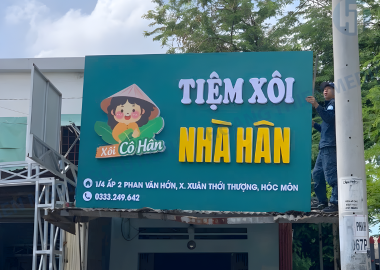 TIỆM XÔI
NHÀ HÂN
Xôi Cô Hân
1/4 ẤP 2 PHAN VĂN HỚN, X. XUÂN THỚI THƯỢNG, HÓC MÔN
0333.249.642